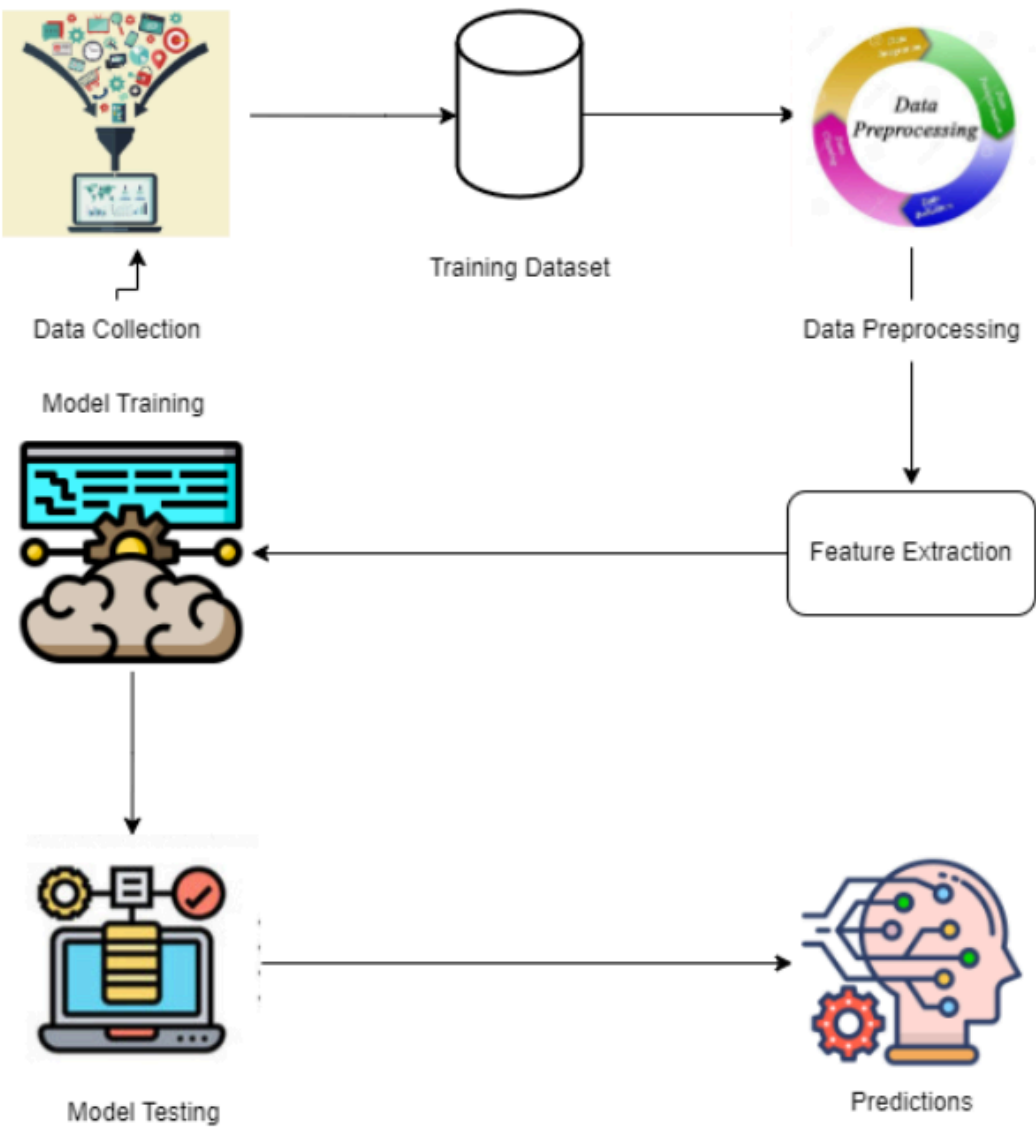 Data
Preprocessing
Training Dataset
Data Collection
Data Preprocessing
Model Training
Feature Extraction
Model Testing
Predictions